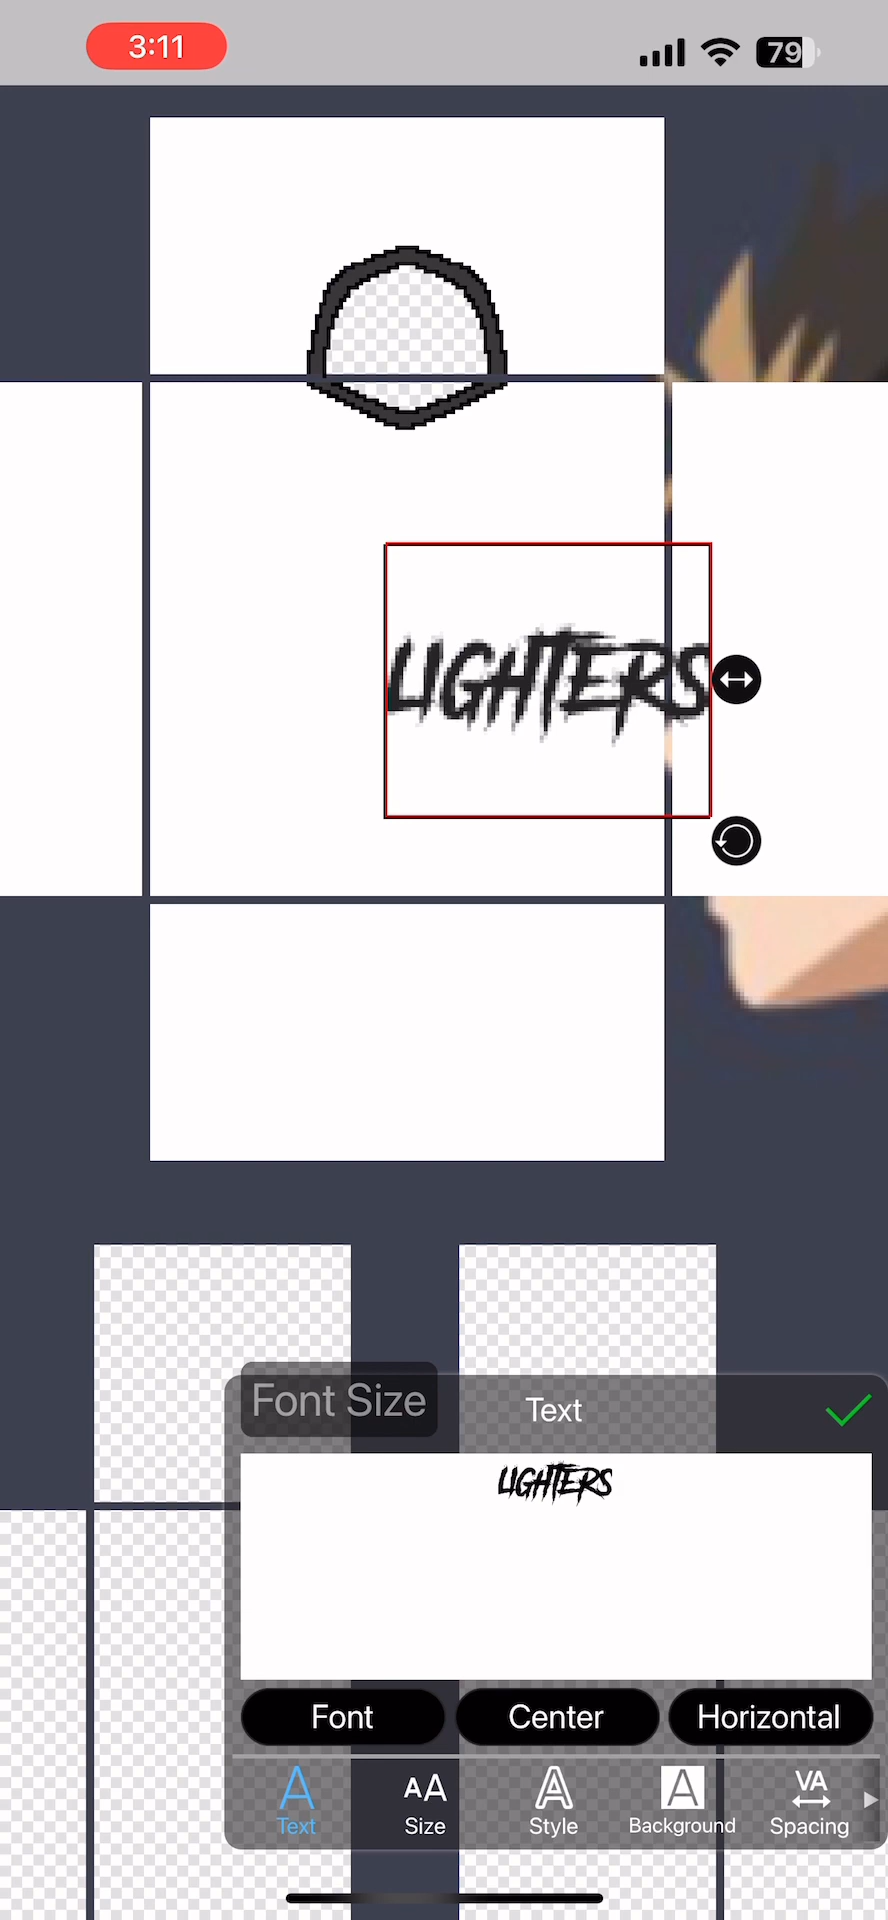 3:11
79
LIGHTERS
Font Size
Text
LIGHTERS
Font
Center
Horizontal
A
AA
A
A
VA
Text
Size
Style
Background
Spacing